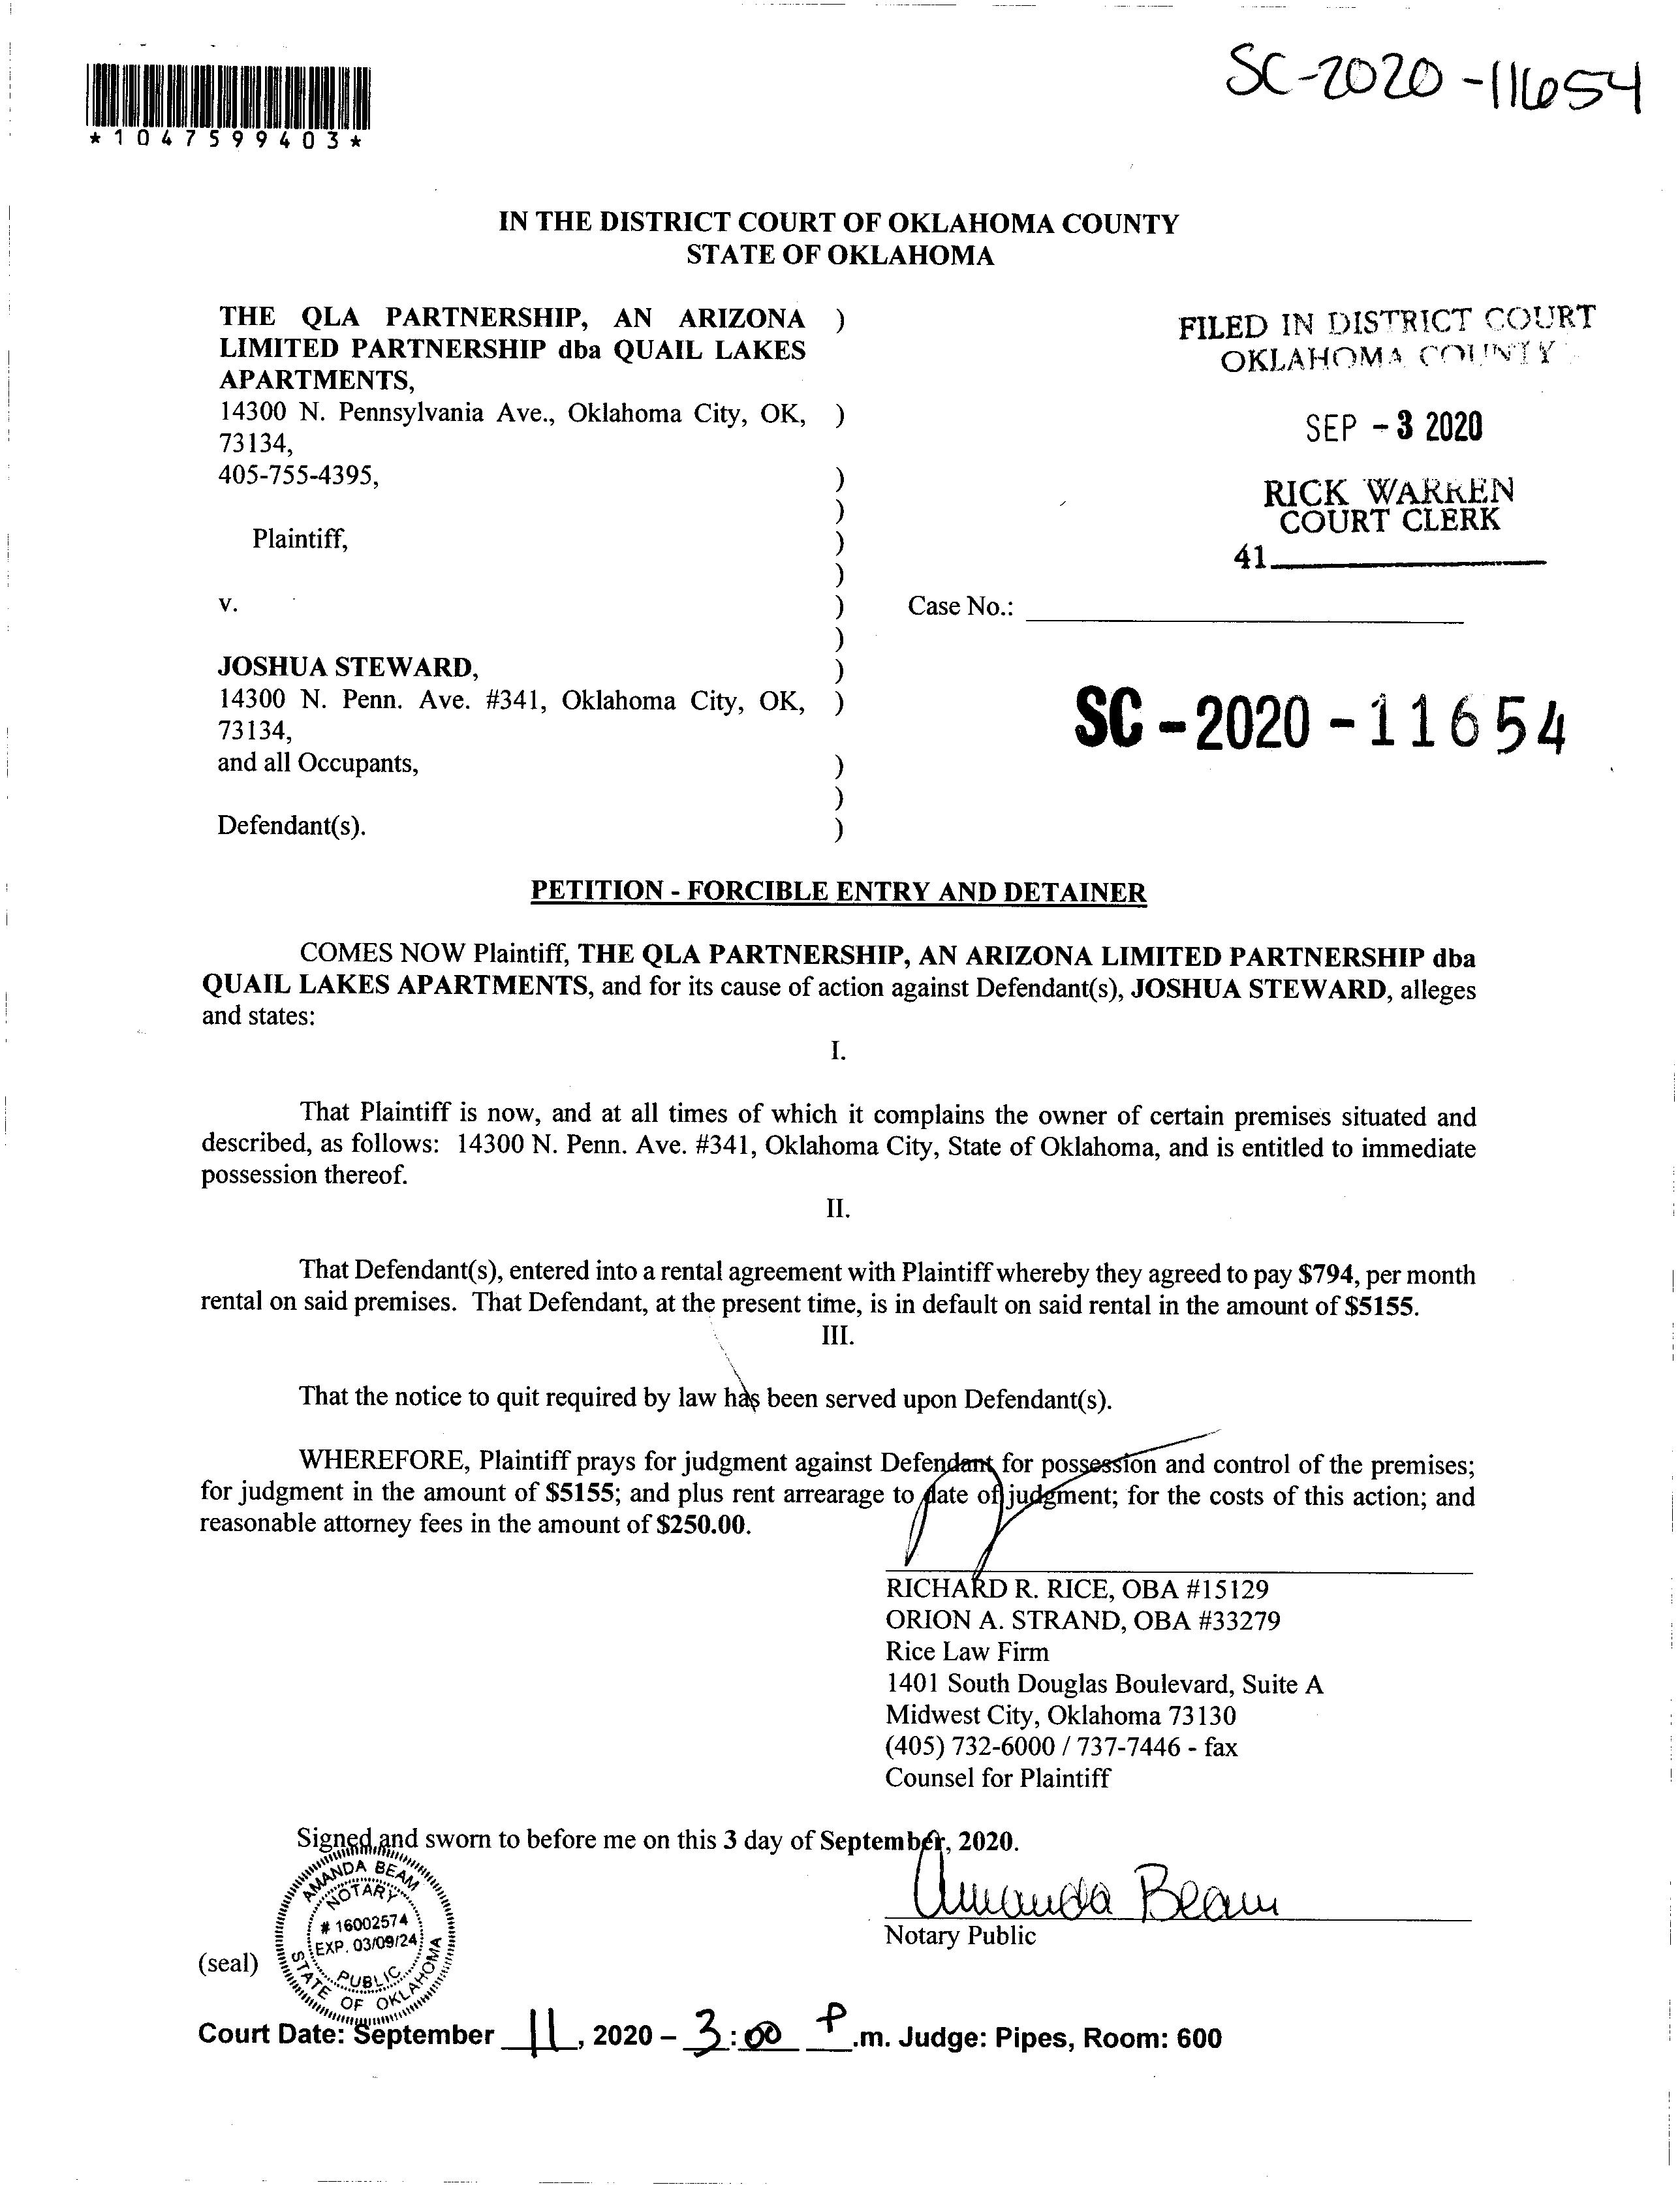 SC-2020-11654
*1047599403*
IN THE DISTRICT COURT OF OKLAHOMA COUNTY
STATE OF OKLAHOMA
THE QLA PARTNERSHIP, AN ARIZONA )
LIMITED PARTNERSHIP dba QUAIL LAKES
APARTMENTS,
14300 N. Pennsylvania Ave., Oklahoma City, OK, )
73134,
405-755-4395, )
)
Plaintiff, )
)
v. )
)
JOSHUA STEWARD, )
14300 N. Penn. Ave. #341, Oklahoma City, OK, )
73134,
and all Occupants, )
)
Defendant(s). )
FILED IN DISTRICT COURT
OKLAHOMA COUNTY
SEP -3 2020
RICK WARREN
COURT CLERK
41
Case No.:
SC-2020-11654
PETITION - FORCIBLE ENTRY AND DETAINER
COMES NOW Plaintiff, THE QLA PARTNERSHIP, AN ARIZONA LIMITED PARTNERSHIP dba
QUAIL LAKES APARTMENTS, and for its cause of action against Defendant(s), JOSHUA STEWARD, alleges
and states:
I.
That Plaintiff is now, and at all times of which it complains the owner of certain premises situated and
described, as follows: 14300 N. Penn. Ave. #341, Oklahoma City, State of Oklahoma, and is entitled to immediate
possession thereof.
II.
That Defendant(s), entered into a rental agreement with Plaintiff whereby they agreed to pay $794, per month
rental on said premises. That Defendant, at the present time, is in default on said rental in the amount of $5155.
III.
That the notice to quit required by law has been served upon Defendant(s).
WHEREFORE, Plaintiff prays for judgment against Defendant for possession and control of the premises;
for judgment in the amount of $5155; and plus rent arrearage to date of judgment; for the costs of this action; and
reasonable attorney fees in the amount of $250.00.
RICHARD R. RICE, OBA #15129
ORION A. STRAND, OBA #33279
Rice Law Firm
1401 South Douglas Boulevard, Suite A
Midwest City, Oklahoma 73130
(405) 732-6000 / 737-7446 - fax
Counsel for Plaintiff
Signed and sworn to before me on this 3 day of September, 2020.
Amanda Beam
Notary Public
AMANDA BEAM
NOTARY
# 16002574
EXP. 03/09/24
PUBLIC
STATE OF OKLAHOMA
(seal)
Court Date: September 11, 2020 – 3:00 P.m. Judge: Pipes, Room: 600